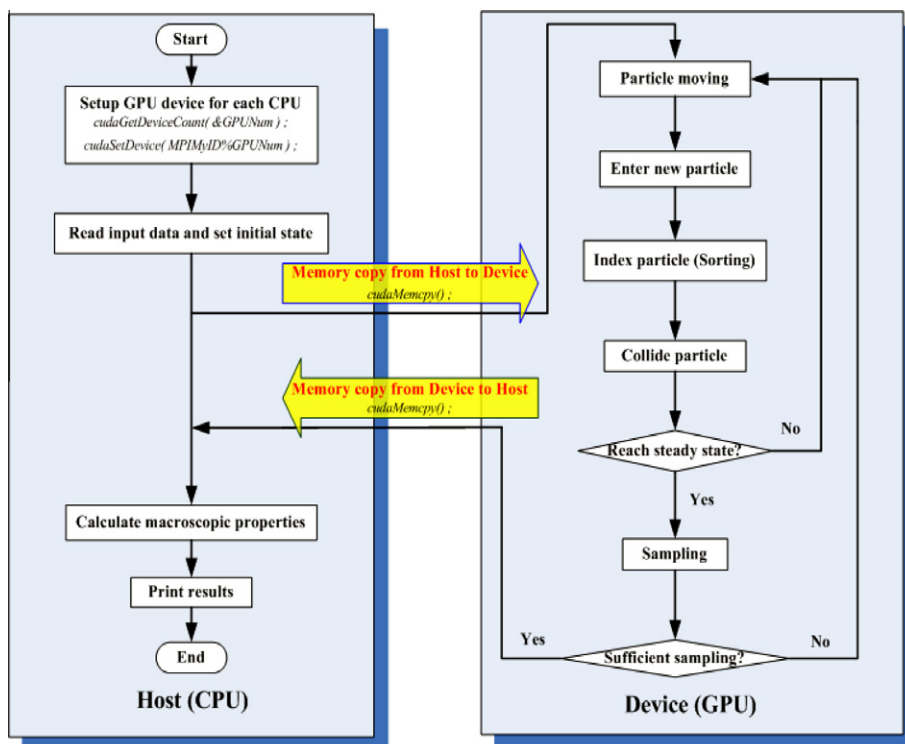 Start
Setup GPU device for each CPU
cudaGetDeviceCount( &GPUNum ) ;
cudaSetDevice( MPIMyID%GPUNum ) ;
Read input data and set initial state
Memory copy from Host to Device
cudaMemcpy() ;
Memory copy from Device to Host
cudaMemcpy() ;
Calculate macroscopic properties
Print results
End
Host (CPU)
Particle moving
Enter new particle
Index particle (Sorting)
Collide particle
Reach steady state?
No
Yes
Sampling
Sufficient sampling?
Yes
No
Device (GPU)